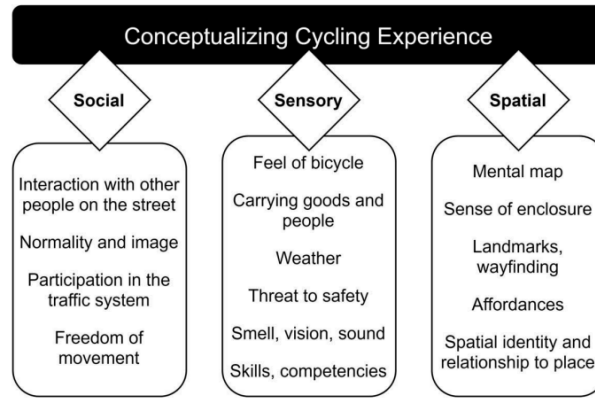 Conceptualizing Cycling Experience
Social
Interaction with other
people on the street
Normality and image
Participation in the
traffic system
Freedom of
movement
Sensory
Feel of bicycle
Carrying goods and
people
Weather
Threat to safety
Smell, vision, sound
Skills, competencies
Spatial
Mental map
Sense of enclosure
Landmarks,
wayfinding
Affordances
Spatial identity and
relationship to place